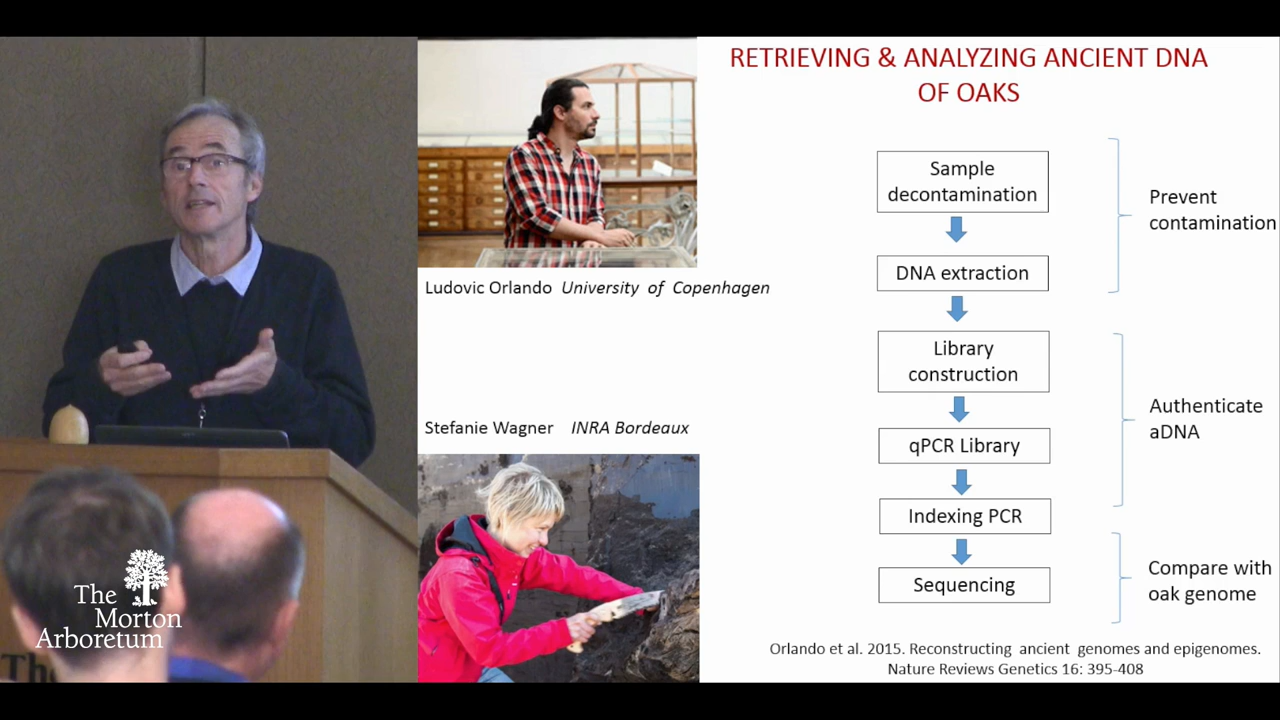 RETRIEVING & ANALYZING ANCIENT DNA
OF OAKS
Ludovic Orlando University of Copenhagen
Stefanie Wagner INRA Bordeaux
Sample
decontamination
DNA extraction
Library
construction
qPCR Library
Indexing PCR
Sequencing
Prevent
contamination
Authenticate
aDNA
Compare with
oak genome
Orlando et al. 2015. Reconstructing ancient genomes and epigenomes.
Nature Reviews Genetics 16: 395-408
The
Morton
Arboretum